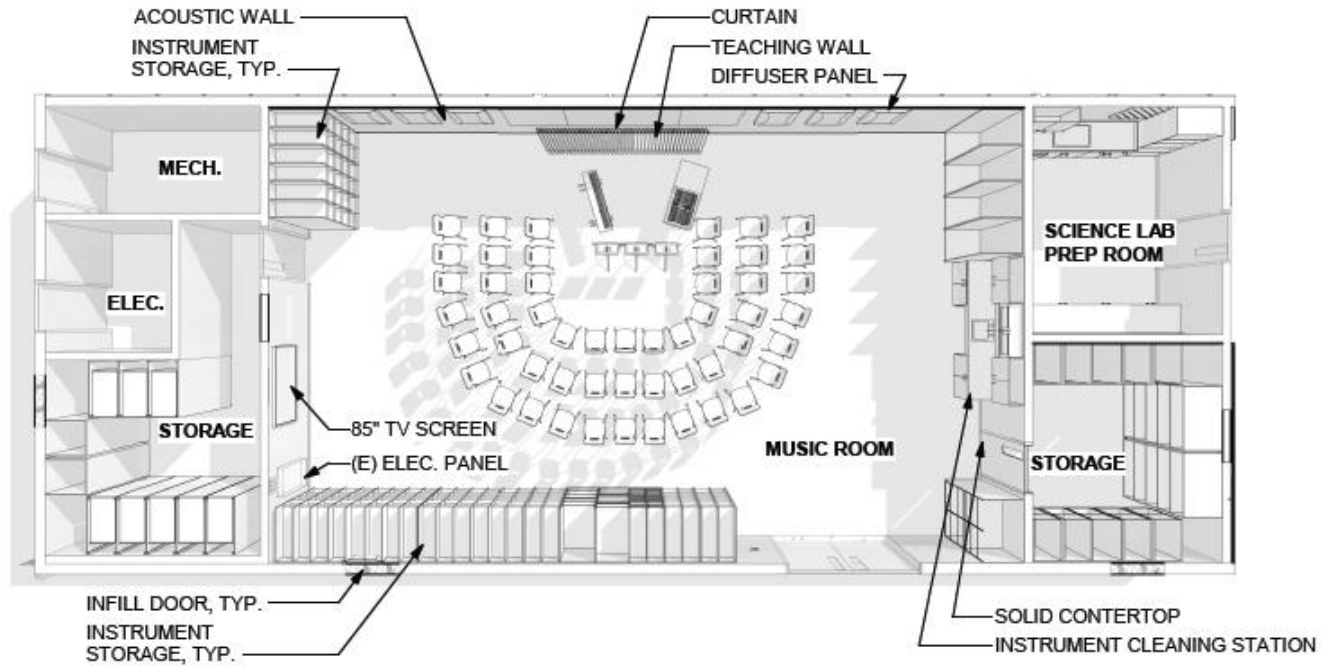 ACOUSTIC WALL
INSTRUMENT
STORAGE, TYP.
CURTAIN
TEACHING WALL
DIFFUSER PANEL
MECH.
ELEC.
STORAGE
85" TV SCREEN
(E) ELEC. PANEL
MUSIC ROOM
SCIENCE LAB
PREP ROOM
STORAGE
INFILL DOOR, TYP.
INSTRUMENT
STORAGE, TYP.
SOLID CONTERTOP
INSTRUMENT CLEANING STATION